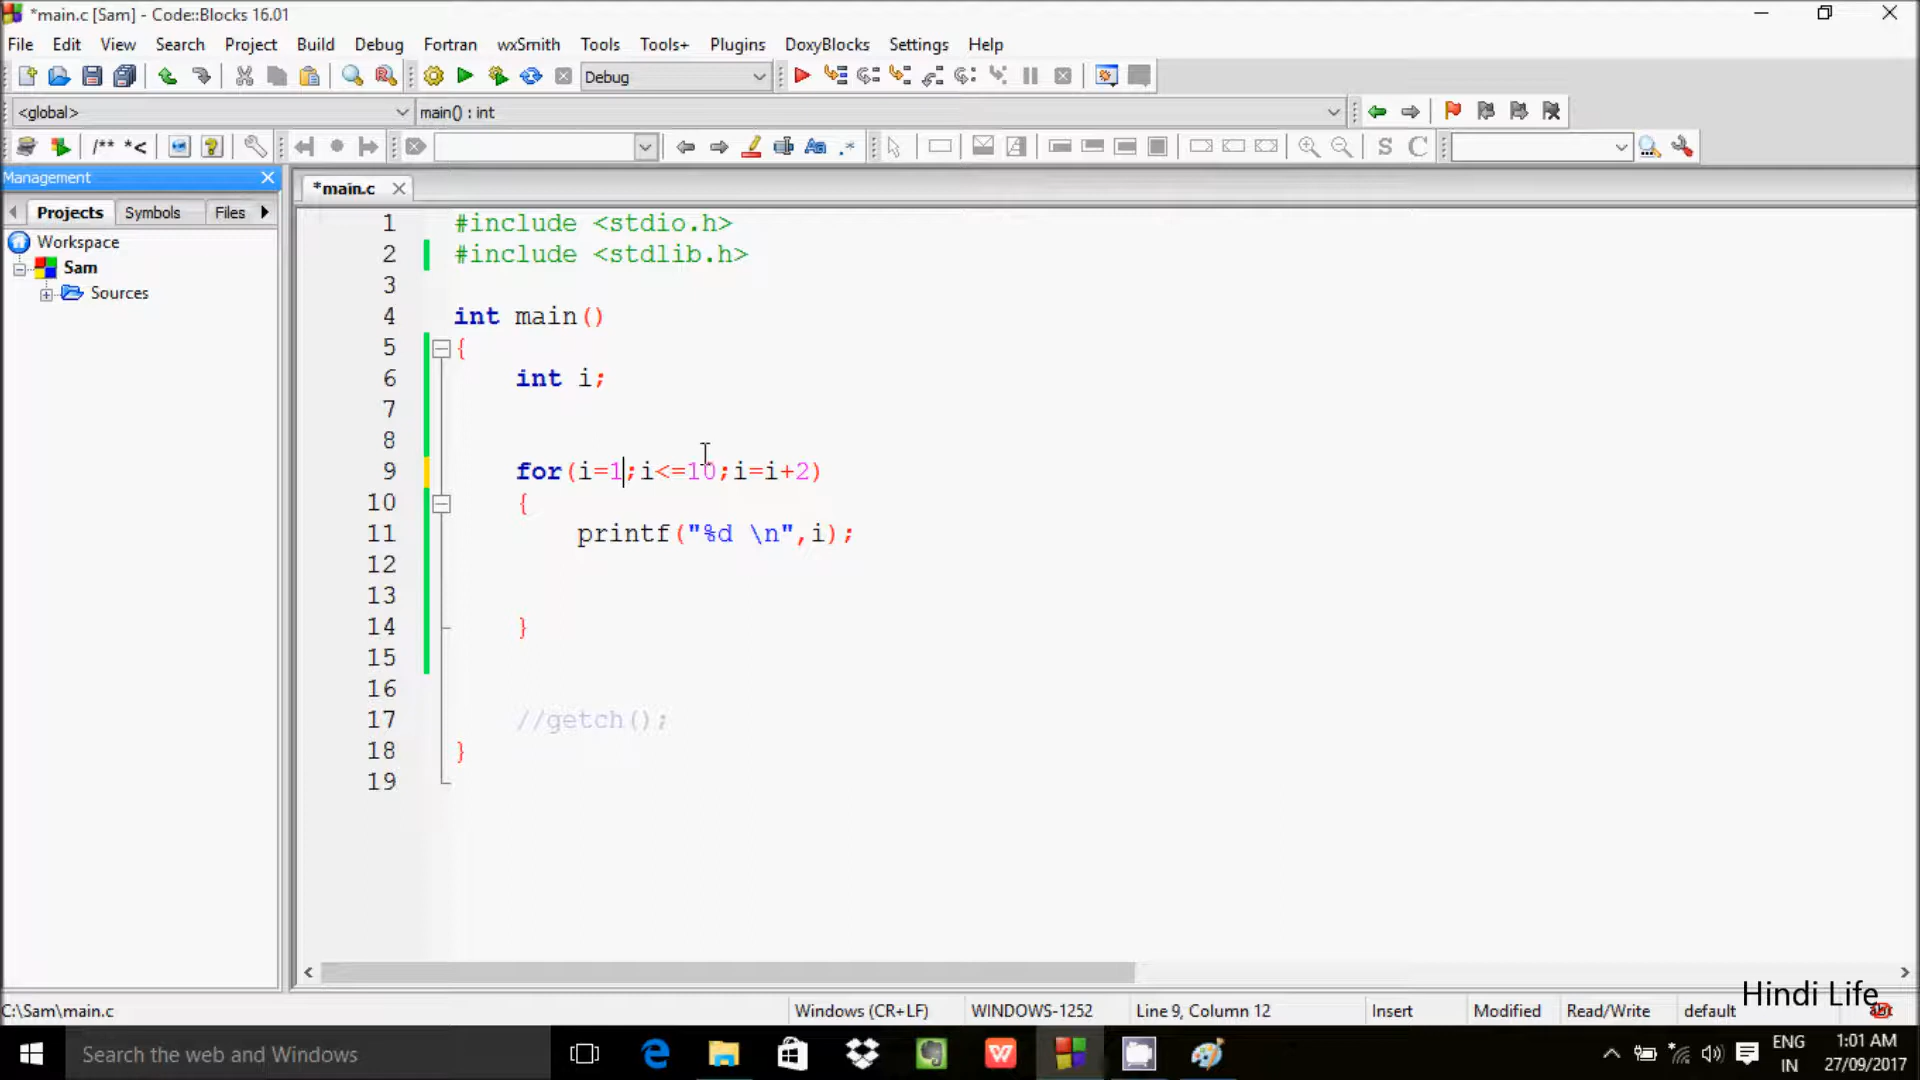 *main.c [Sam] - Code::Blocks 16.01
File Edit View Search Project Build Debug Fortran wxSmith Tools Tools+ Plugins DoxyBlocks Settings Help
Debug
<global> main() : int
/** *<
Management
*main.c
Projects Symbols Files
Workspace
Sam
Sources
1 #include <stdio.h>
2 #include <stdlib.h>
3
4 int main()
5 {
6 int i;
7
8
9 for(i=1;i<=10;i=i+2)
10 {
11 printf("%d \n",i);
12
13
14 }
15
16
17 //getch();
18 }
19
Hindi Life
C:\Sam\main.c Windows (CR+LF) WINDOWS-1252 Line 9, Column 12 Insert Modified Read/Write default
Search the web and Windows
ENG
IN
1:01 AM
27/09/2017